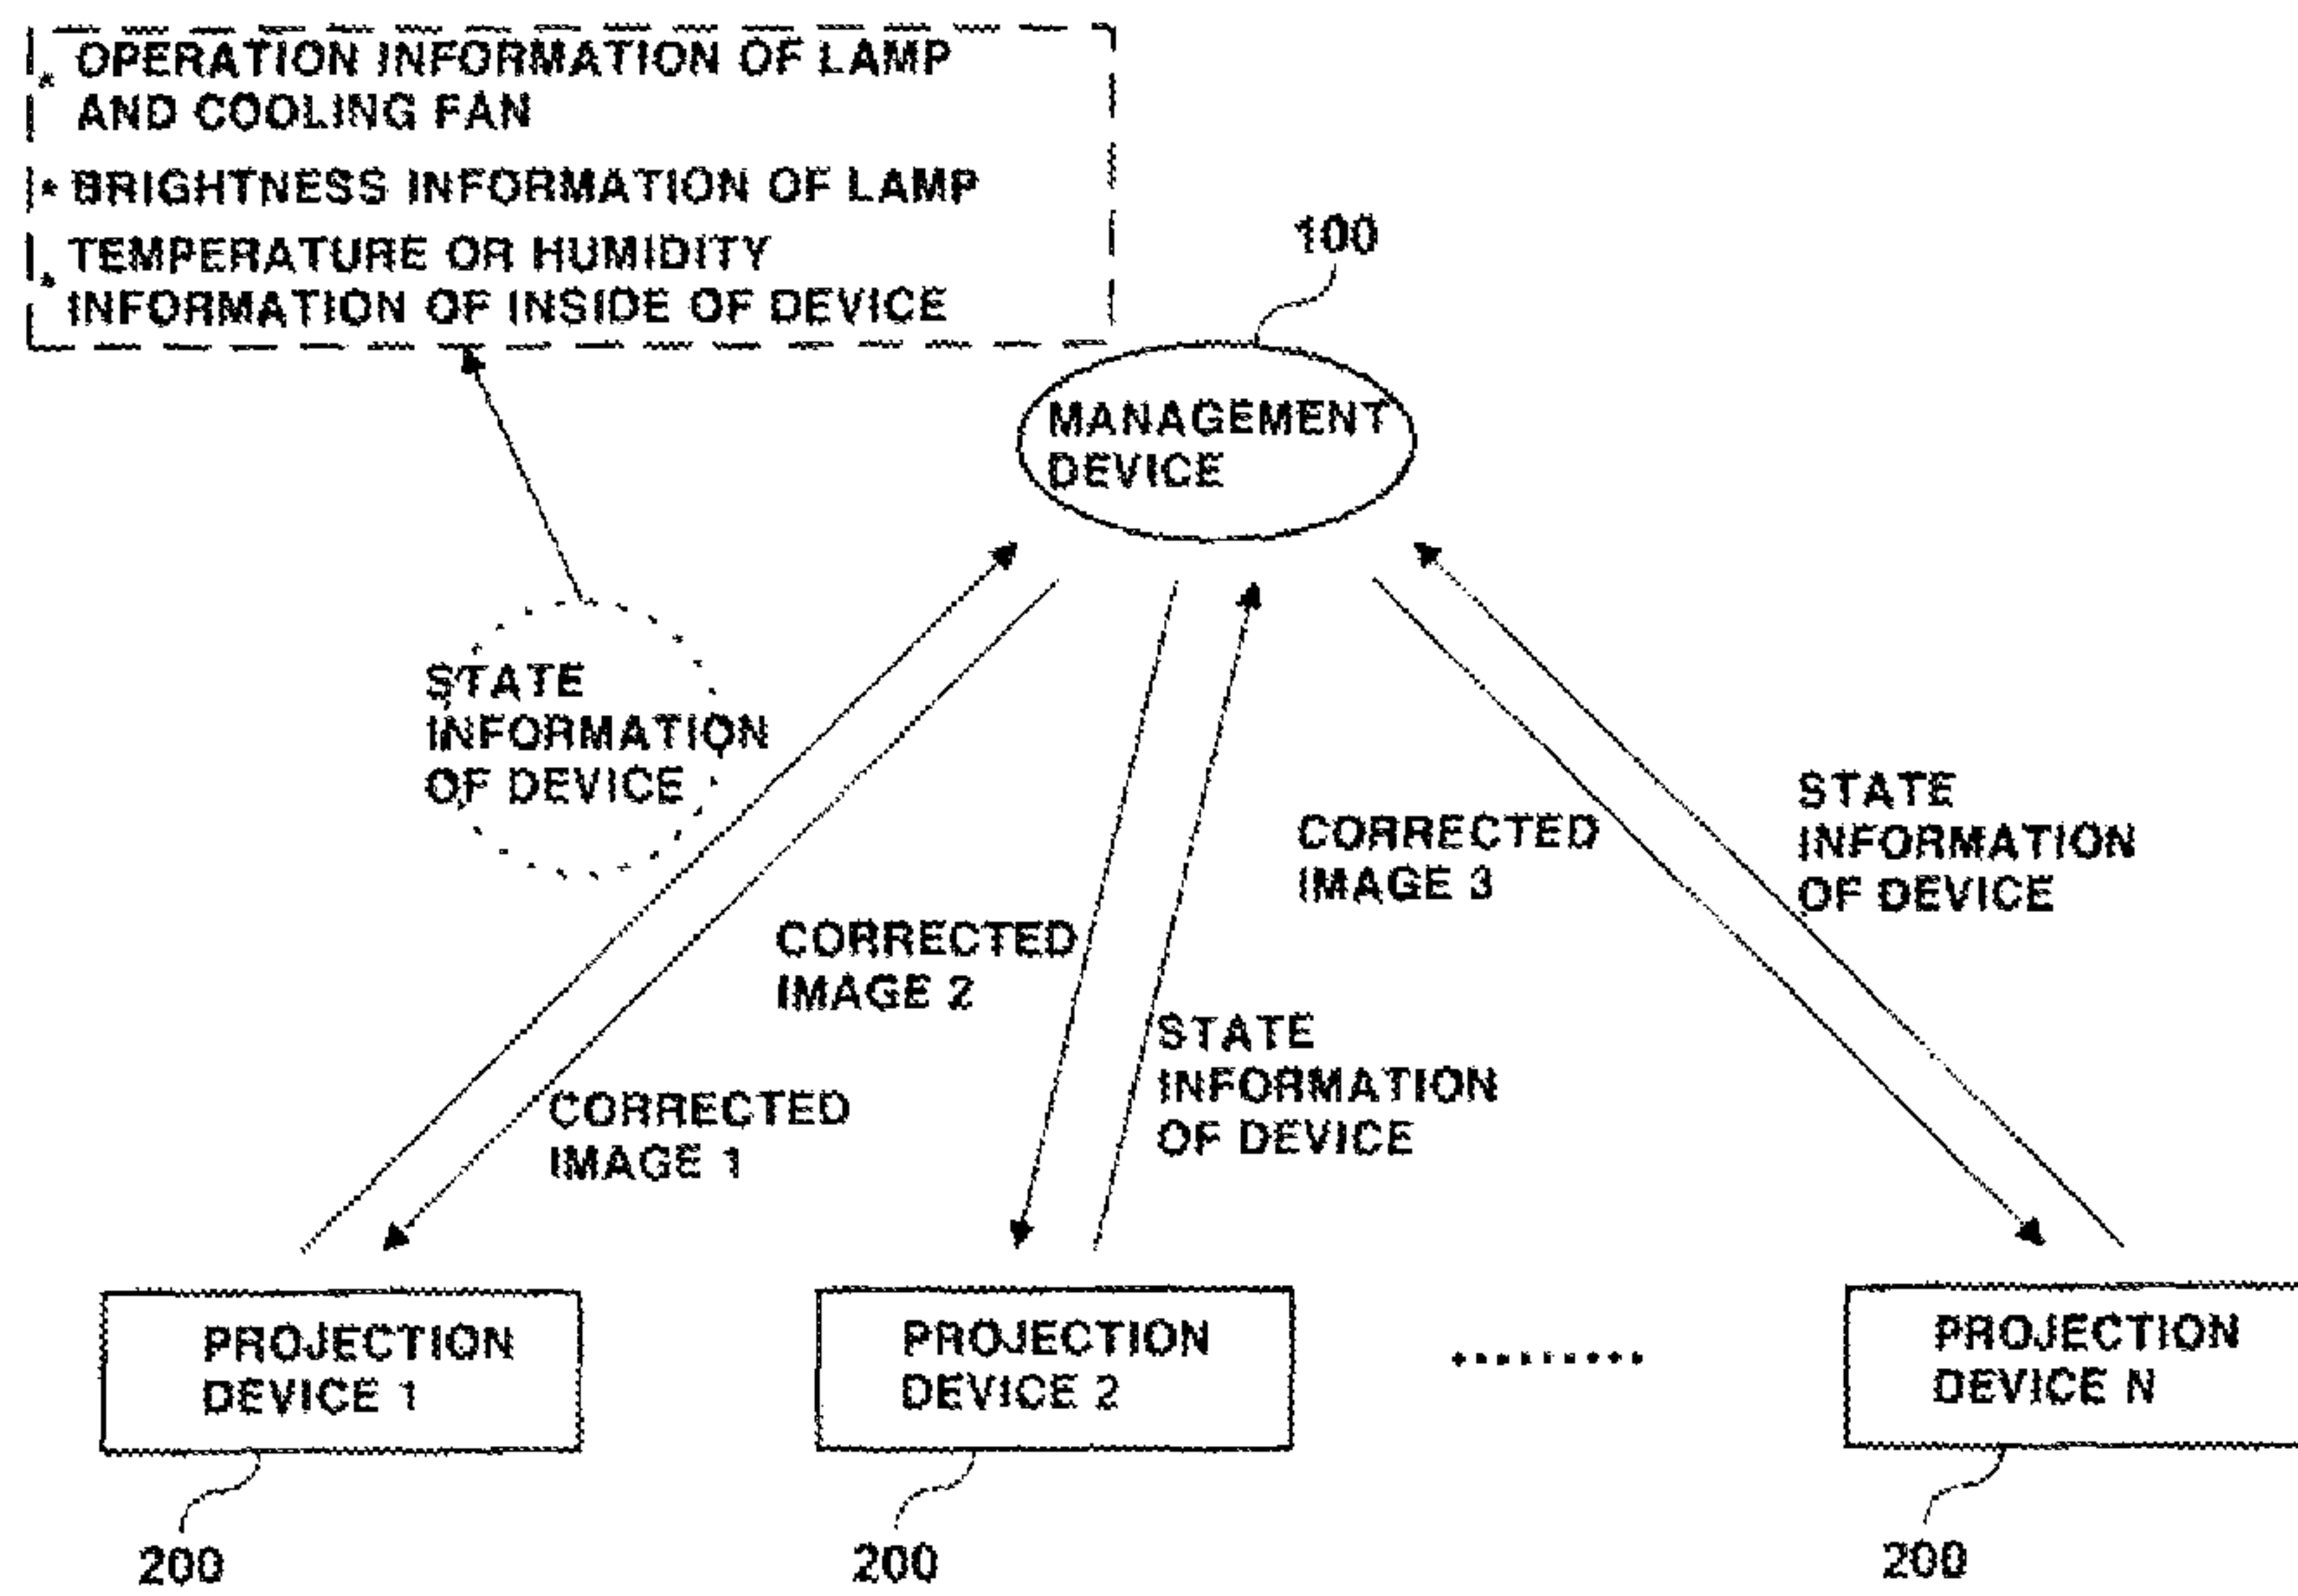 * OPERATION INFORMATION OF LAMP
AND COOLING FAN
* BRIGHTNESS INFORMATION OF LAMP
* TEMPERATURE OR HUMIDITY
INFORMATION OF INSIDE OF DEVICE
100
MANAGEMENT
DEVICE
STATE
INFORMATION
OF DEVICE
CORRECTED
IMAGE 1
CORRECTED
IMAGE 2
STATE
INFORMATION
OF DEVICE
CORRECTED
IMAGE 3
STATE
INFORMATION
OF DEVICE
PROJECTION
DEVICE 1
200
PROJECTION
DEVICE 2
200
PROJECTION
DEVICE N
200